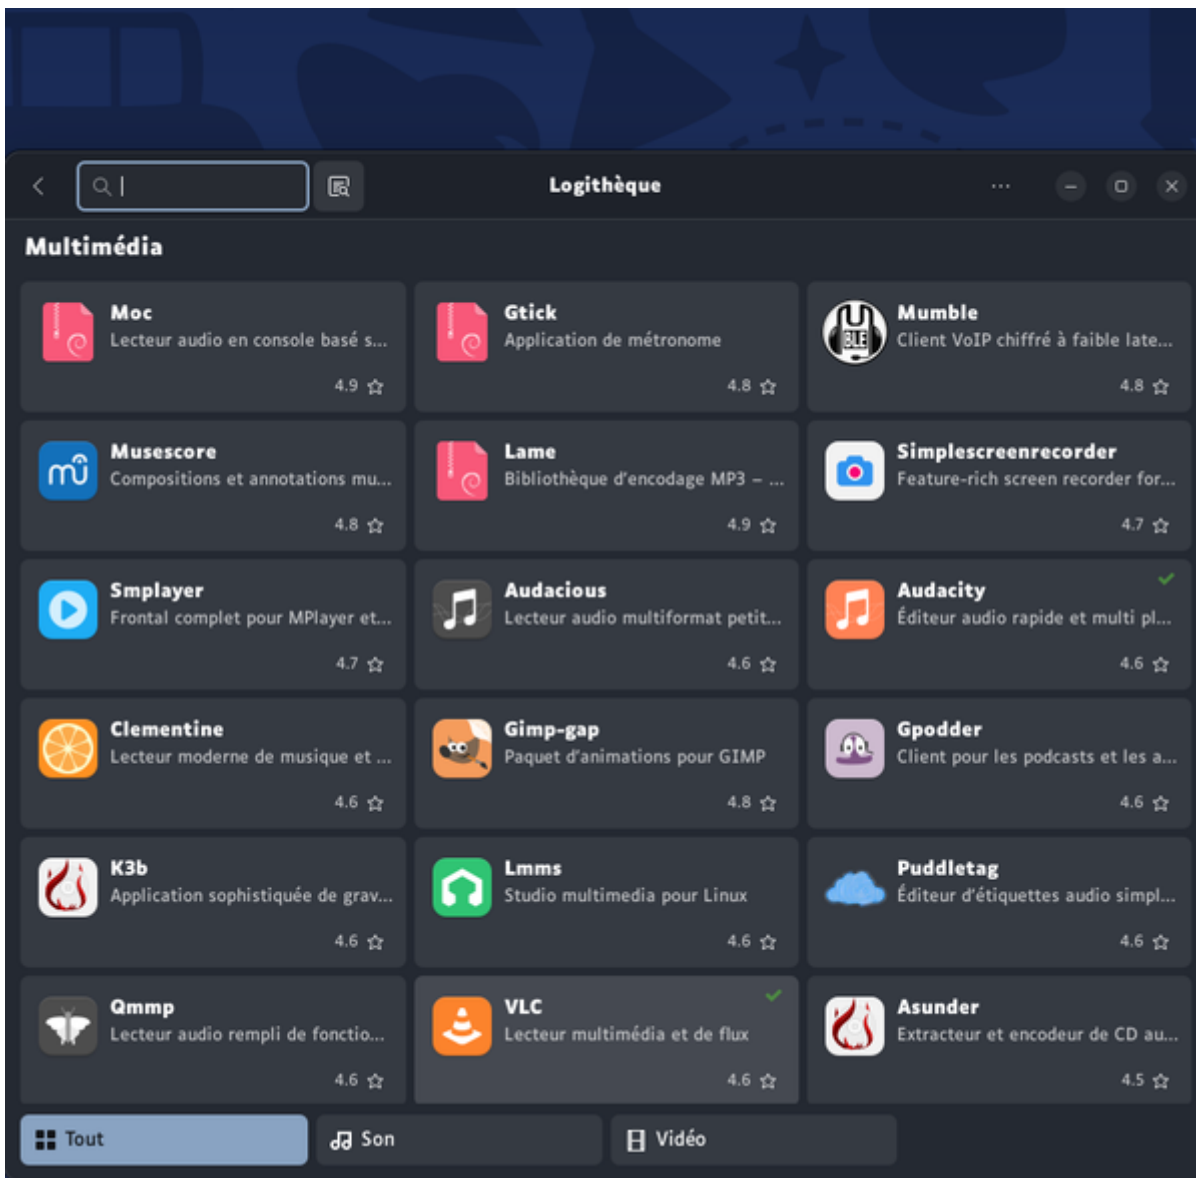 Logithèque
Multimédia
Moc
Lecteur audio en console basé s...
4.9
Gtick
Application de métronome
4.8
Mumble
Client VoIP chiffré à faible late...
4.8
Musescore
Compositions et annotations mu...
4.8
Lame
Bibliothèque d'encodage MP3 – ...
4.9
Simplescreenrecorder
Feature-rich screen recorder for...
4.7
Smplayer
Frontal complet pour MPlayer et...
4.7
Audacious
Lecteur audio multiformat petit...
4.6
Audacity
Éditeur audio rapide et multi pl...
4.6
Clementine
Lecteur moderne de musique et ...
4.6
Gimp-gap
Paquet d'animations pour GIMP
4.8
Gpodder
Client pour les podcasts et les a...
4.6
K3b
Application sophistiquée de grav...
4.6
Lmms
Studio multimedia pour Linux
4.6
Puddletag
Éditeur d'étiquettes audio simpl...
4.6
Qmmp
Lecteur audio rempli de fonctio...
4.6
VLC
Lecteur multimédia et de flux
4.6
Asunder
Extracteur et encodeur de CD au...
4.5
Tout
Son
Vidéo